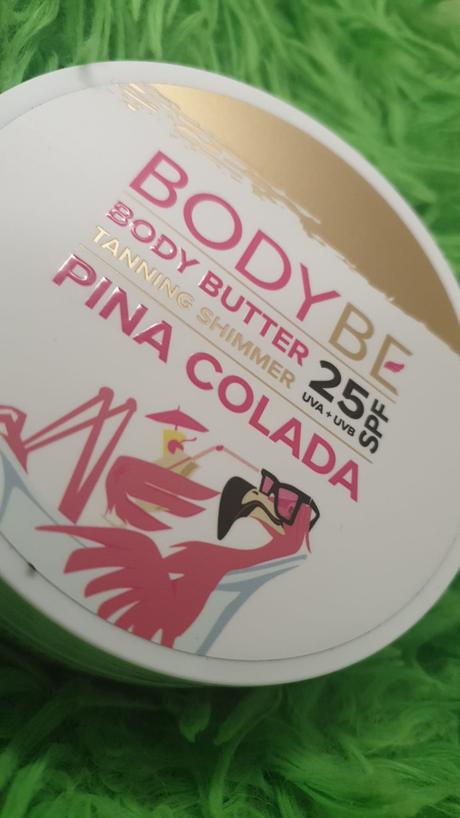 BODYBE
BODY BUTTER
TANNING SHIMMER
PINA COLADA
25 SPF
UVA + UVB